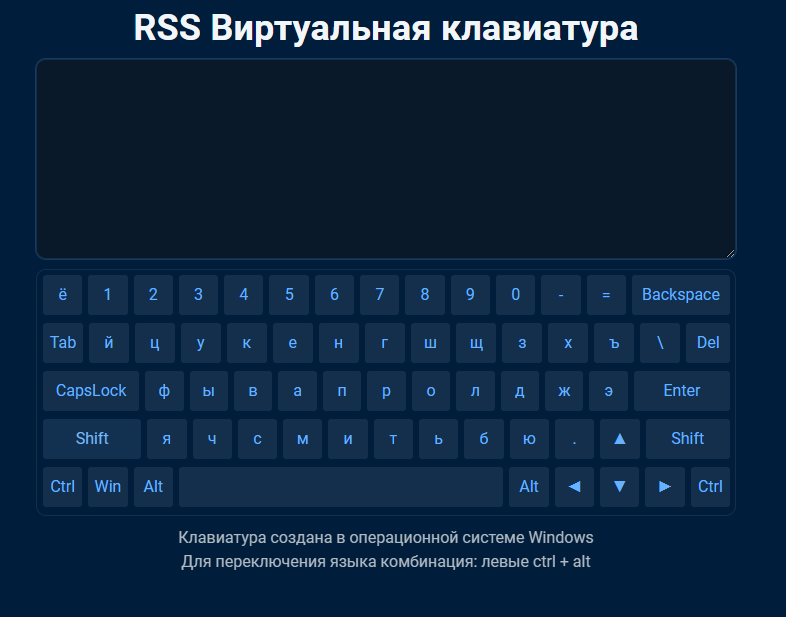 RSS Виртуальная клавиатура
ё 1 2 3 4 5 6 7 8 9 0 - = Backspace
Tab й ц у к е н г ш щ з х ъ \ Del
CapsLock ф ы в а п р о л д ж э Enter
Shift я ч с м и т ь б ю . ▲ Shift
Ctrl Win Alt Alt ◄ ▼ ► Ctrl
Клавиатура создана в операционной системе Windows
Для переключения языка комбинация: левые ctrl + alt